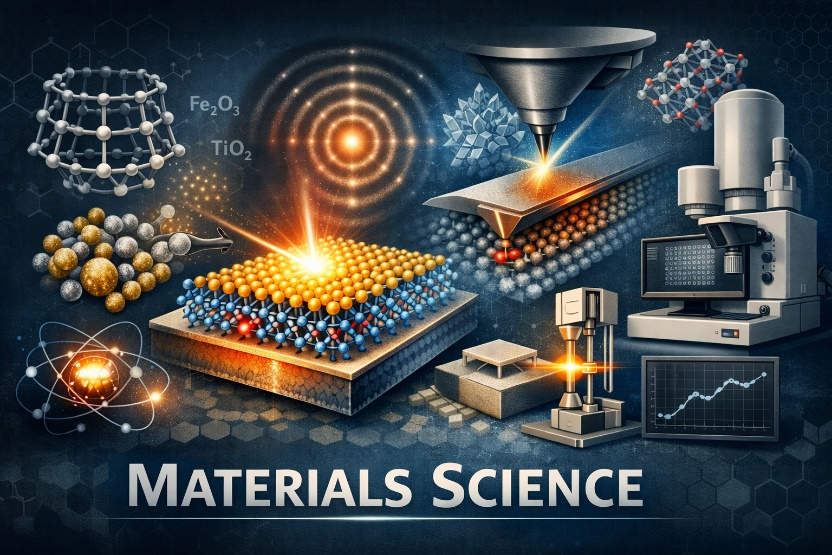 Fe₂O₃
TiO₂
MATERIALS SCIENCE